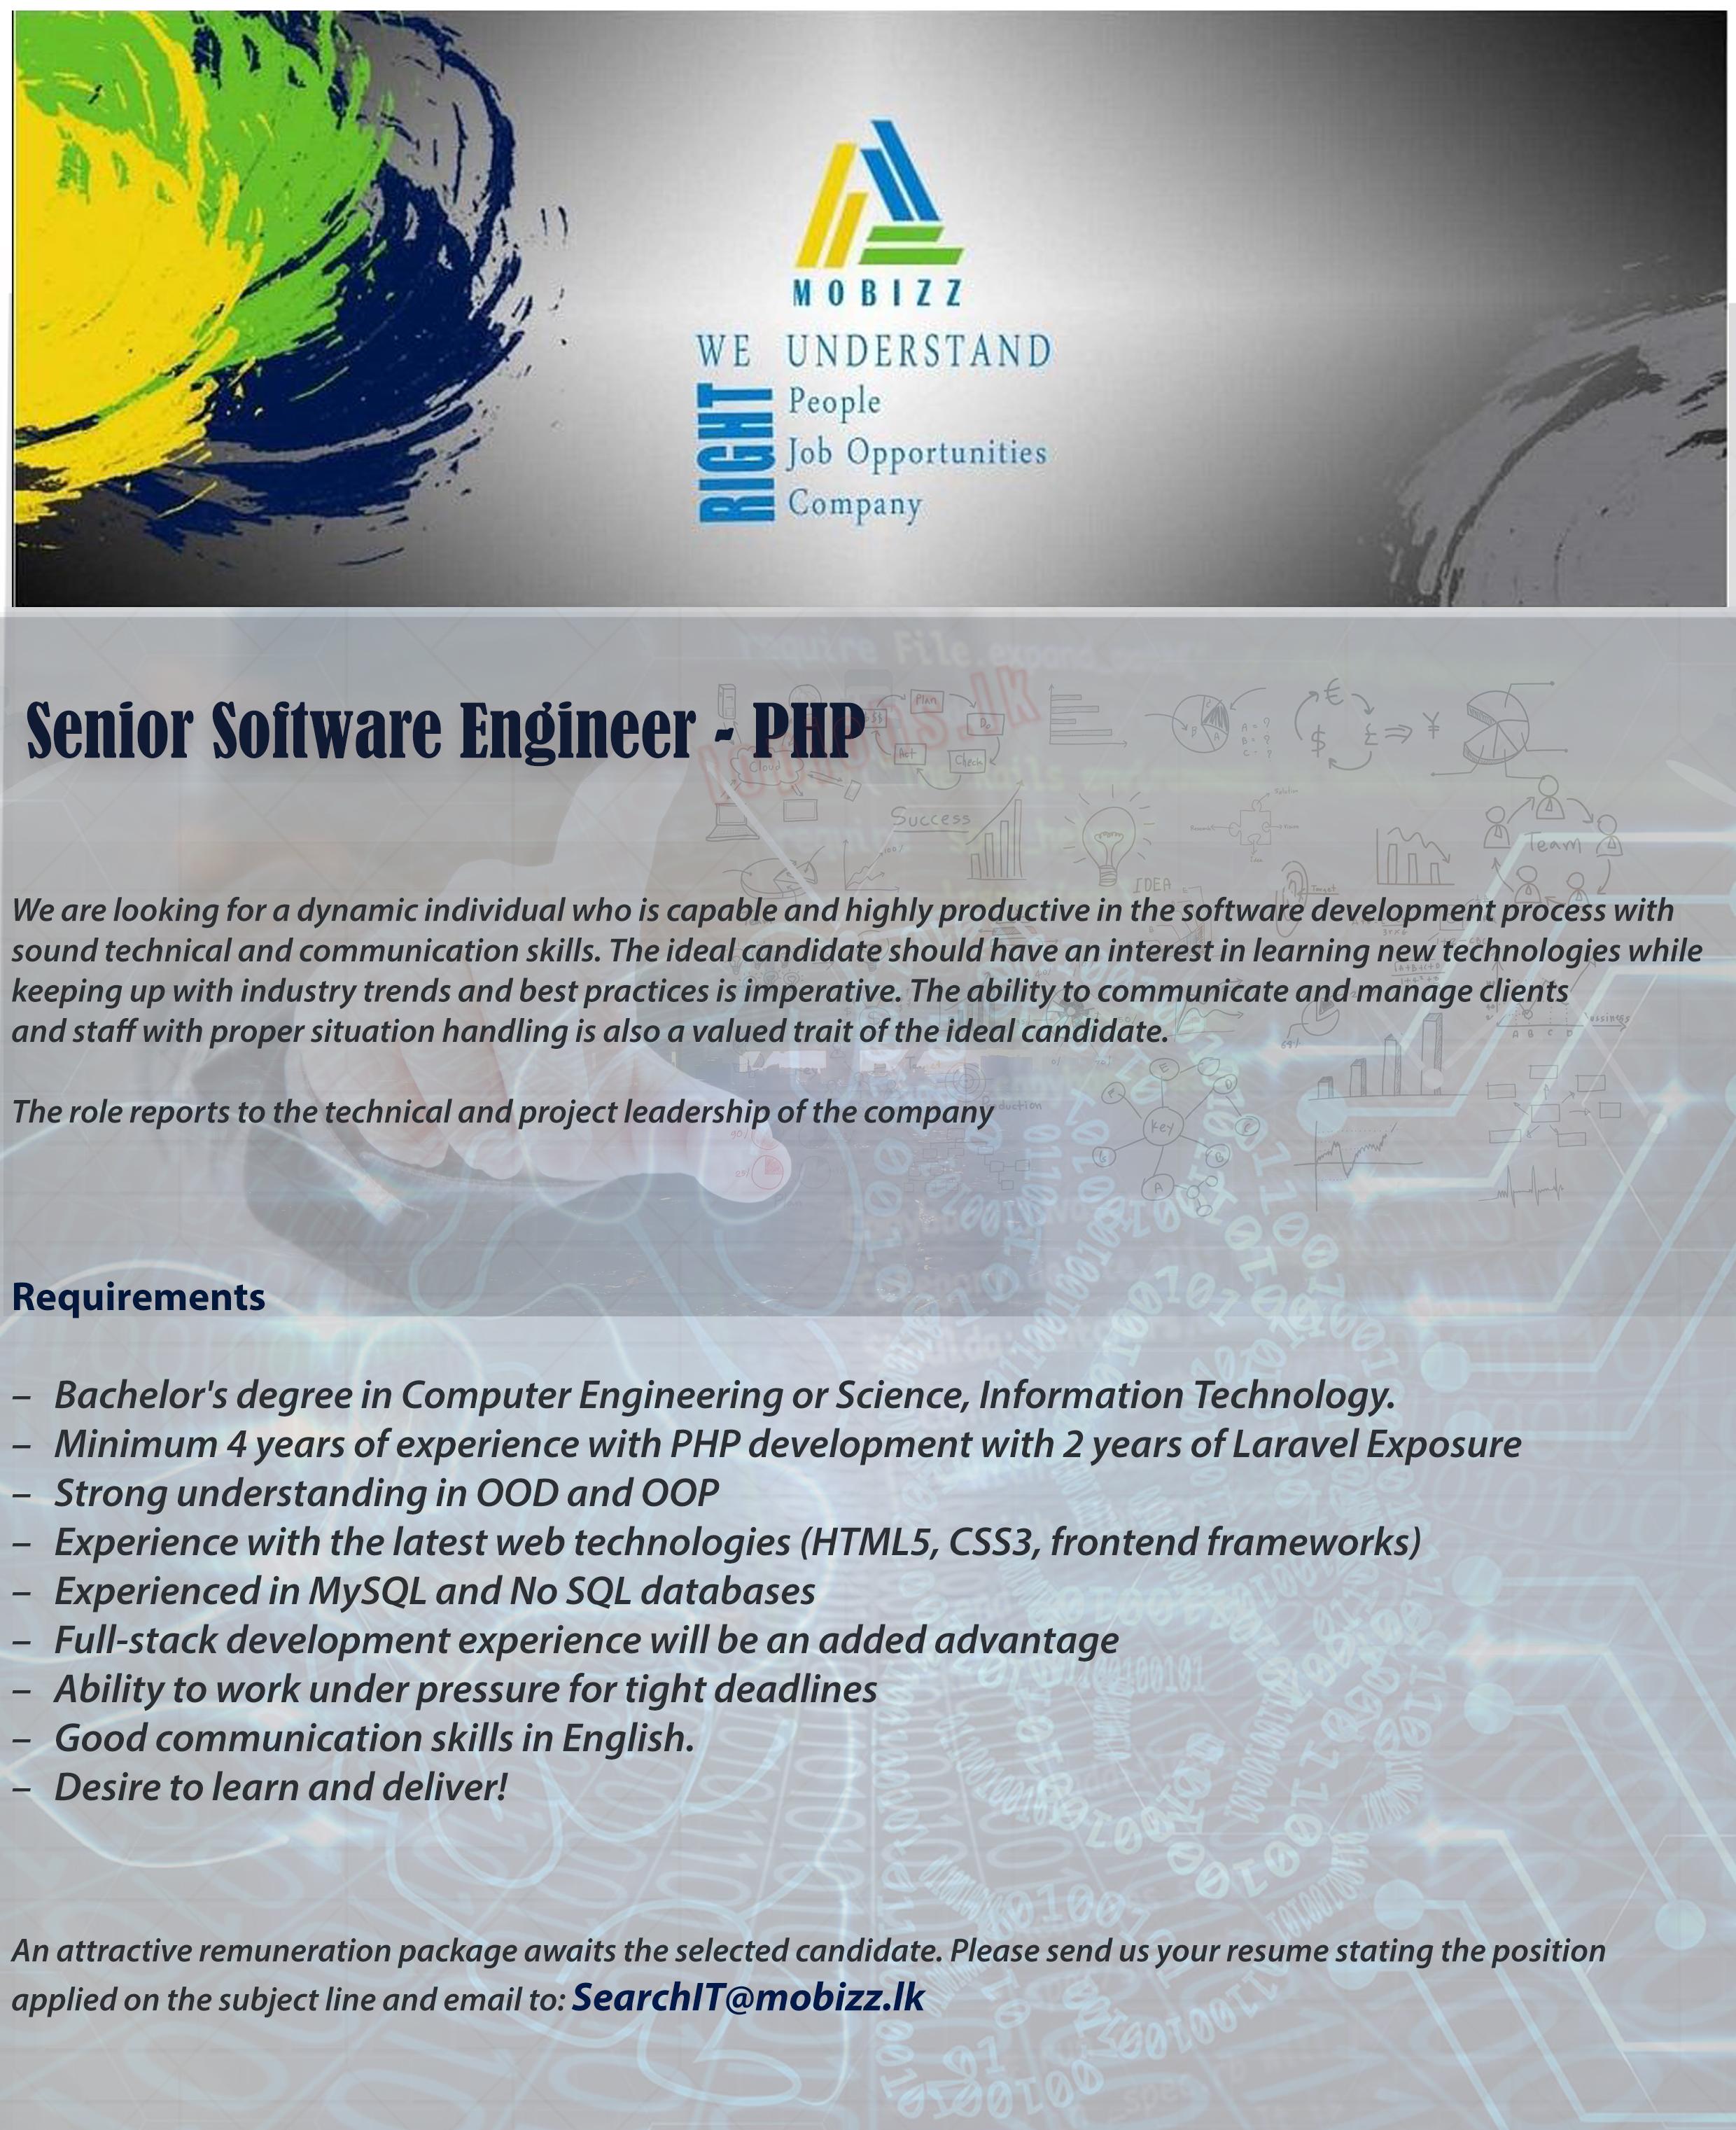 MOBIZZ
WE UNDERSTAND
RIGHT
People
Job Opportunities
Company
Senior Software Engineer - PHP
We are looking for a dynamic individual who is capable and highly productive in the software development process with
sound technical and communication skills. The ideal candidate should have an interest in learning new technologies while
keeping up with industry trends and best practices is imperative. The ability to communicate and manage clients
and staff with proper situation handling is also a valued trait of the ideal candidate.
The role reports to the technical and project leadership of the company
Requirements
– Bachelor's degree in Computer Engineering or Science, Information Technology.
– Minimum 4 years of experience with PHP development with 2 years of Laravel Exposure
– Strong understanding in OOD and OOP
– Experience with the latest web technologies (HTML5, CSS3, frontend frameworks)
– Experienced in MySQL and No SQL databases
– Full-stack development experience will be an added advantage
– Ability to work under pressure for tight deadlines
– Good communication skills in English.
– Desire to learn and deliver!
An attractive remuneration package awaits the selected candidate. Please send us your resume stating the position
applied on the subject line and email to: SearchIT@mobizz.lk
Plan
Do
Check
Act
Cloud
Success
IDEA
Team
Target
Key